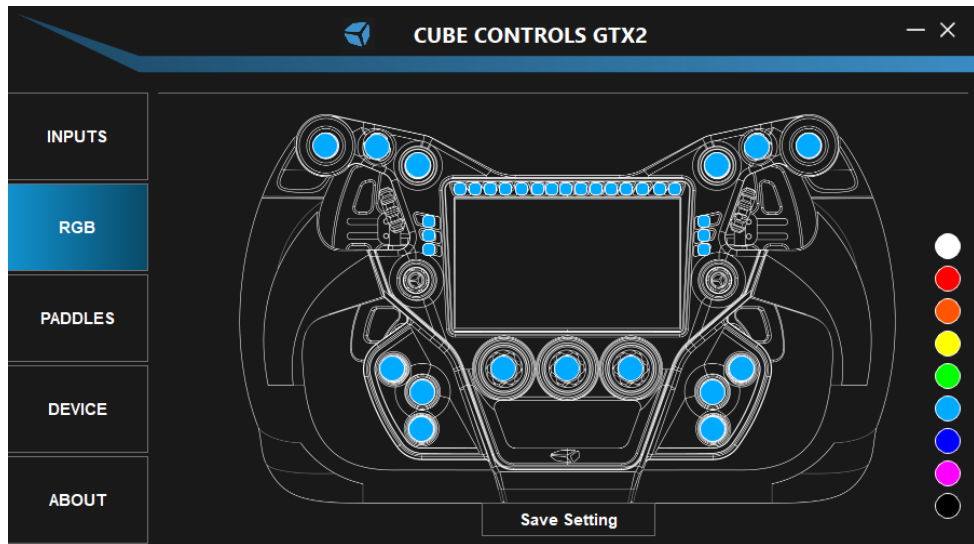 CUBE CONTROLS GTX2
INPUTS
RGB
PADDLES
DEVICE
ABOUT
Save Setting